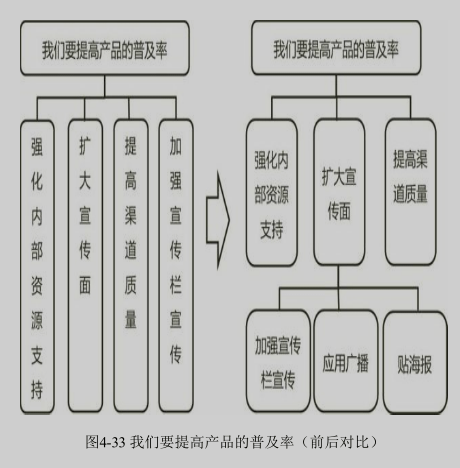 我们要提高产品的普及率
强化内部资源支持
扩大宣传面
提高渠道质量
加强宣传栏宣传
我们要提高产品的普及率
强化内
部资源
支持
扩大宣
传面
提高渠
道质量
加强宣传
栏宣传
应用广播
贴海报
图4-33 我们要提高产品的普及率（前后对比）